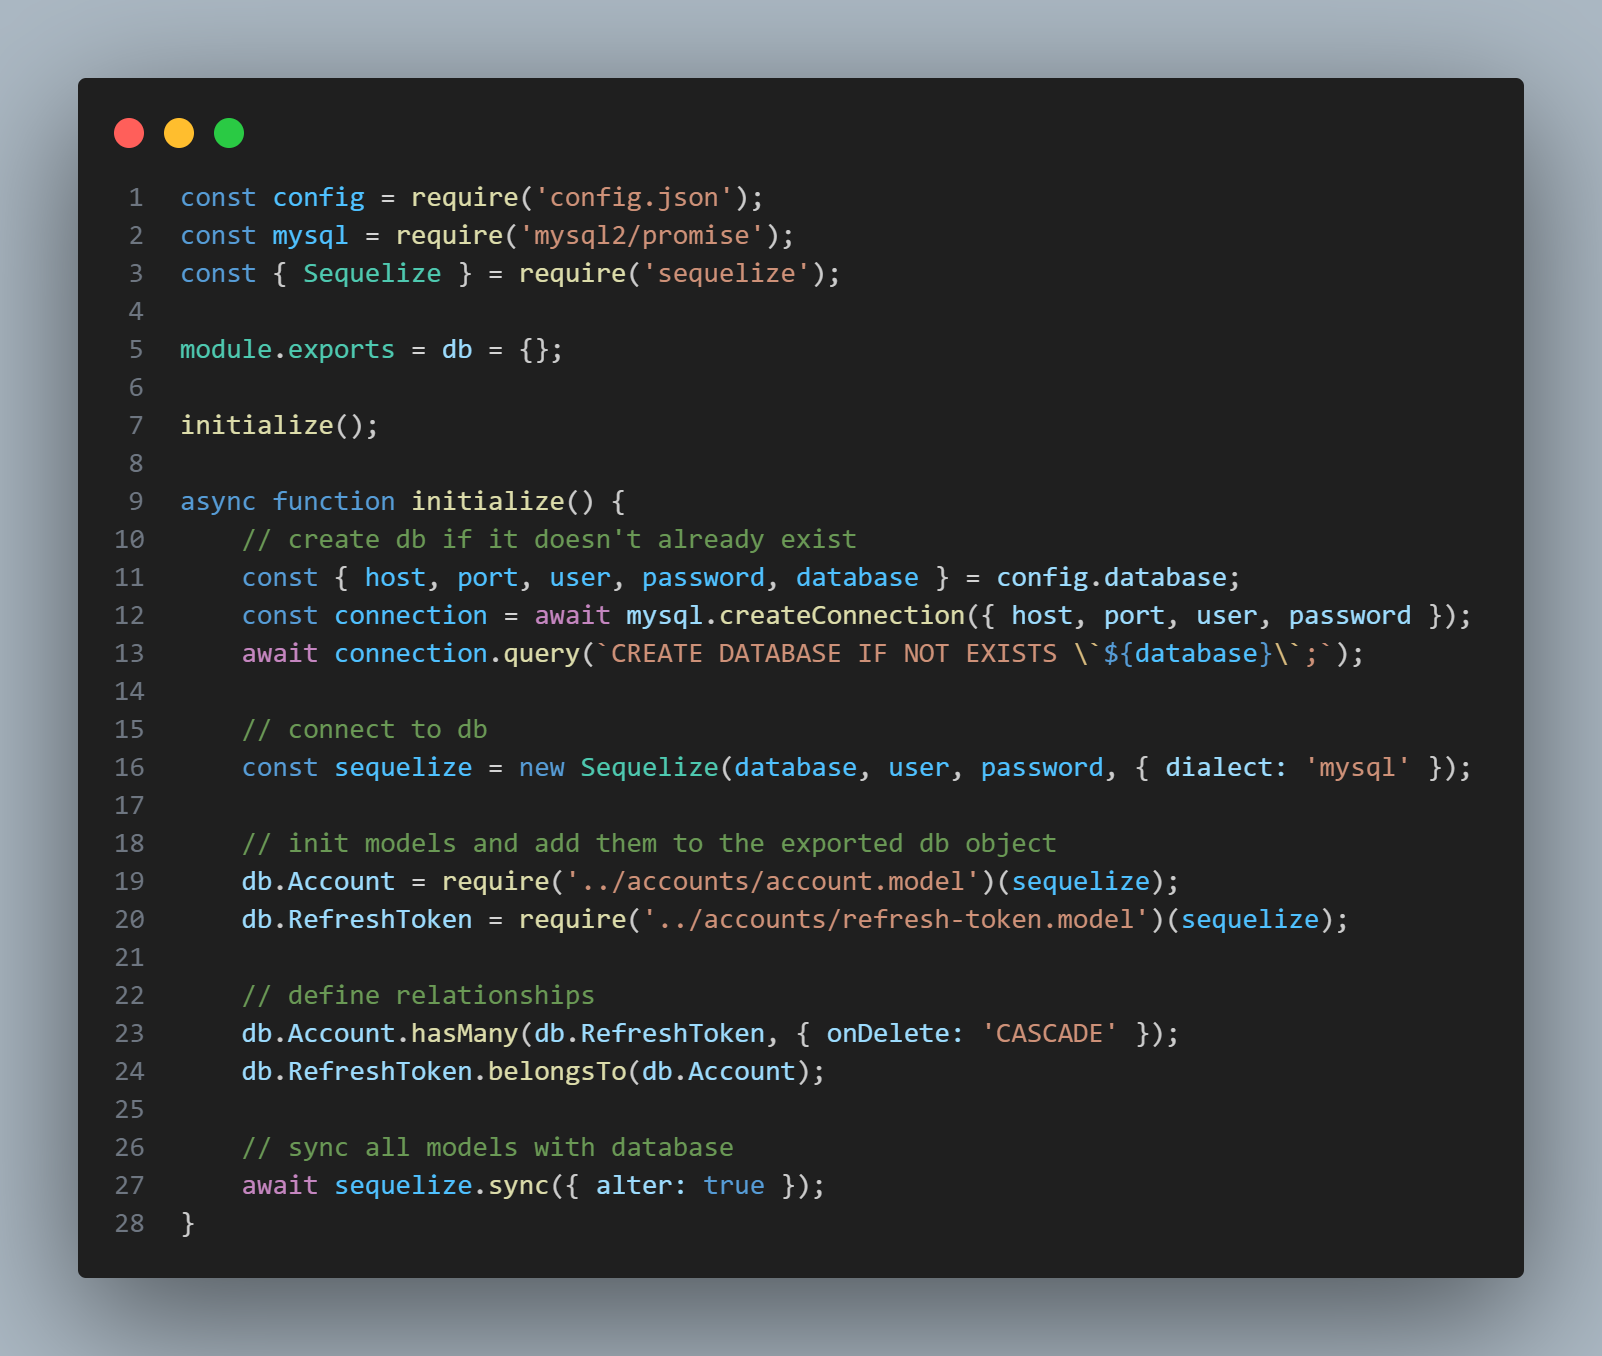 1 const config = require('config.json');
2 const mysql = require('mysql2/promise');
3 const { Sequelize } = require('sequelize');
4
5 module.exports = db = {};
6
7 initialize();
8
9 async function initialize() {
10     // create db if it doesn't already exist
11     const { host, port, user, password, database } = config.database;
12     const connection = await mysql.createConnection({ host, port, user, password });
13     await connection.query(`CREATE DATABASE IF NOT EXISTS \`${database}\`;`);
14
15     // connect to db
16     const sequelize = new Sequelize(database, user, password, { dialect: 'mysql' });
17
18     // init models and add them to the exported db object
19     db.Account = require('../accounts/account.model')(sequelize);
20     db.RefreshToken = require('../accounts/refresh-token.model')(sequelize);
21
22     // define relationships
23     db.Account.hasMany(db.RefreshToken, { onDelete: 'CASCADE' });
24     db.RefreshToken.belongsTo(db.Account);
25
26     // sync all models with database
27     await sequelize.sync({ alter: true });
28 }